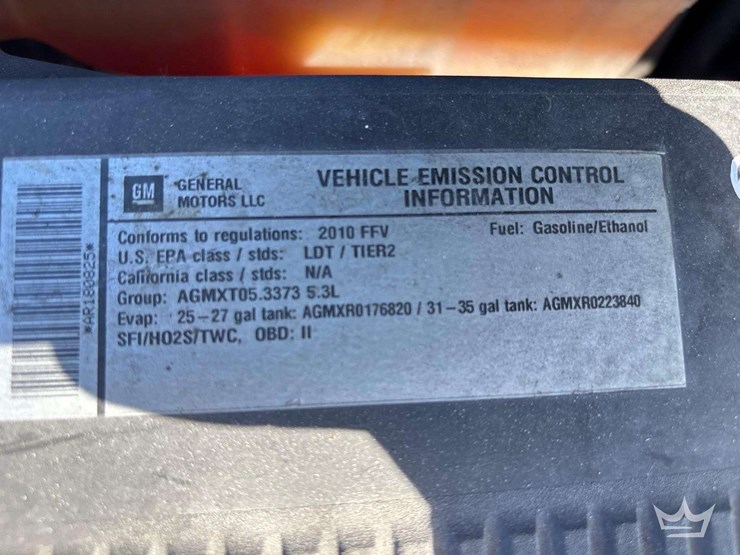 *AR180825*
GM
GENERAL
MOTORS LLC
VEHICLE EMISSION CONTROL
INFORMATION
Conforms to regulations: 2010 FFV
Fuel: Gasoline/Ethanol
U.S. EPA class / stds: LDT / TIER2
California class / stds: N/A
Group: AGMXT05.3373 5.3L
Evap: 25-27 gal tank: AGMXR0176820 / 31-35 gal tank: AGMXR0223840
SFI/HO2S/TWC, OBD: II